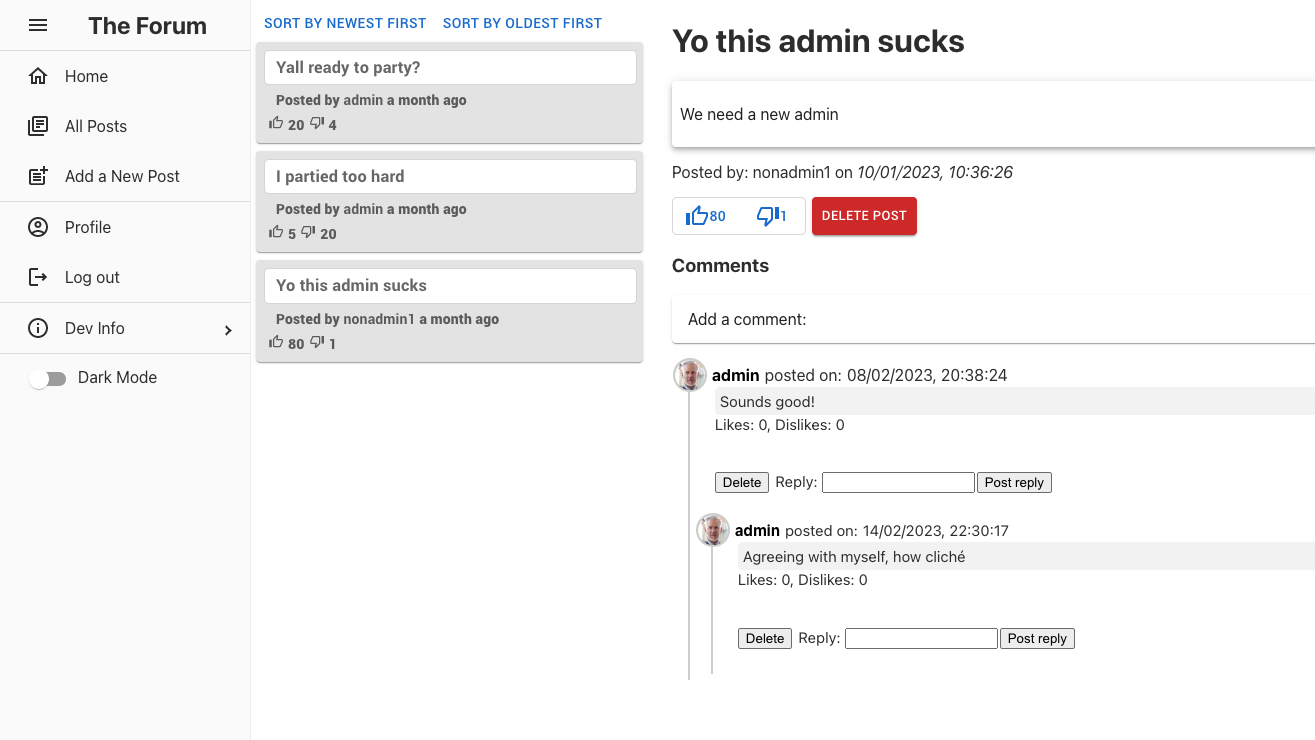 The Forum
Home
All Posts
Add a New Post
Profile
Log out
Dev Info
Dark Mode
SORT BY NEWEST FIRST SORT BY OLDEST FIRST
Yall ready to party?
Posted by admin a month ago
20 4
I partied too hard
Posted by admin a month ago
5 20
Yo this admin sucks
Posted by nonadmin1 a month ago
80 1
Yo this admin sucks
We need a new admin
Posted by: nonadmin1 on 10/01/2023, 10:36:26
80 1 DELETE POST
Comments
Add a comment:
admin posted on: 08/02/2023, 20:38:24
Sounds good!
Likes: 0, Dislikes: 0
Delete Reply: Post reply
admin posted on: 14/02/2023, 22:30:17
Agreeing with myself, how cliché
Likes: 0, Dislikes: 0
Delete Reply: Post reply